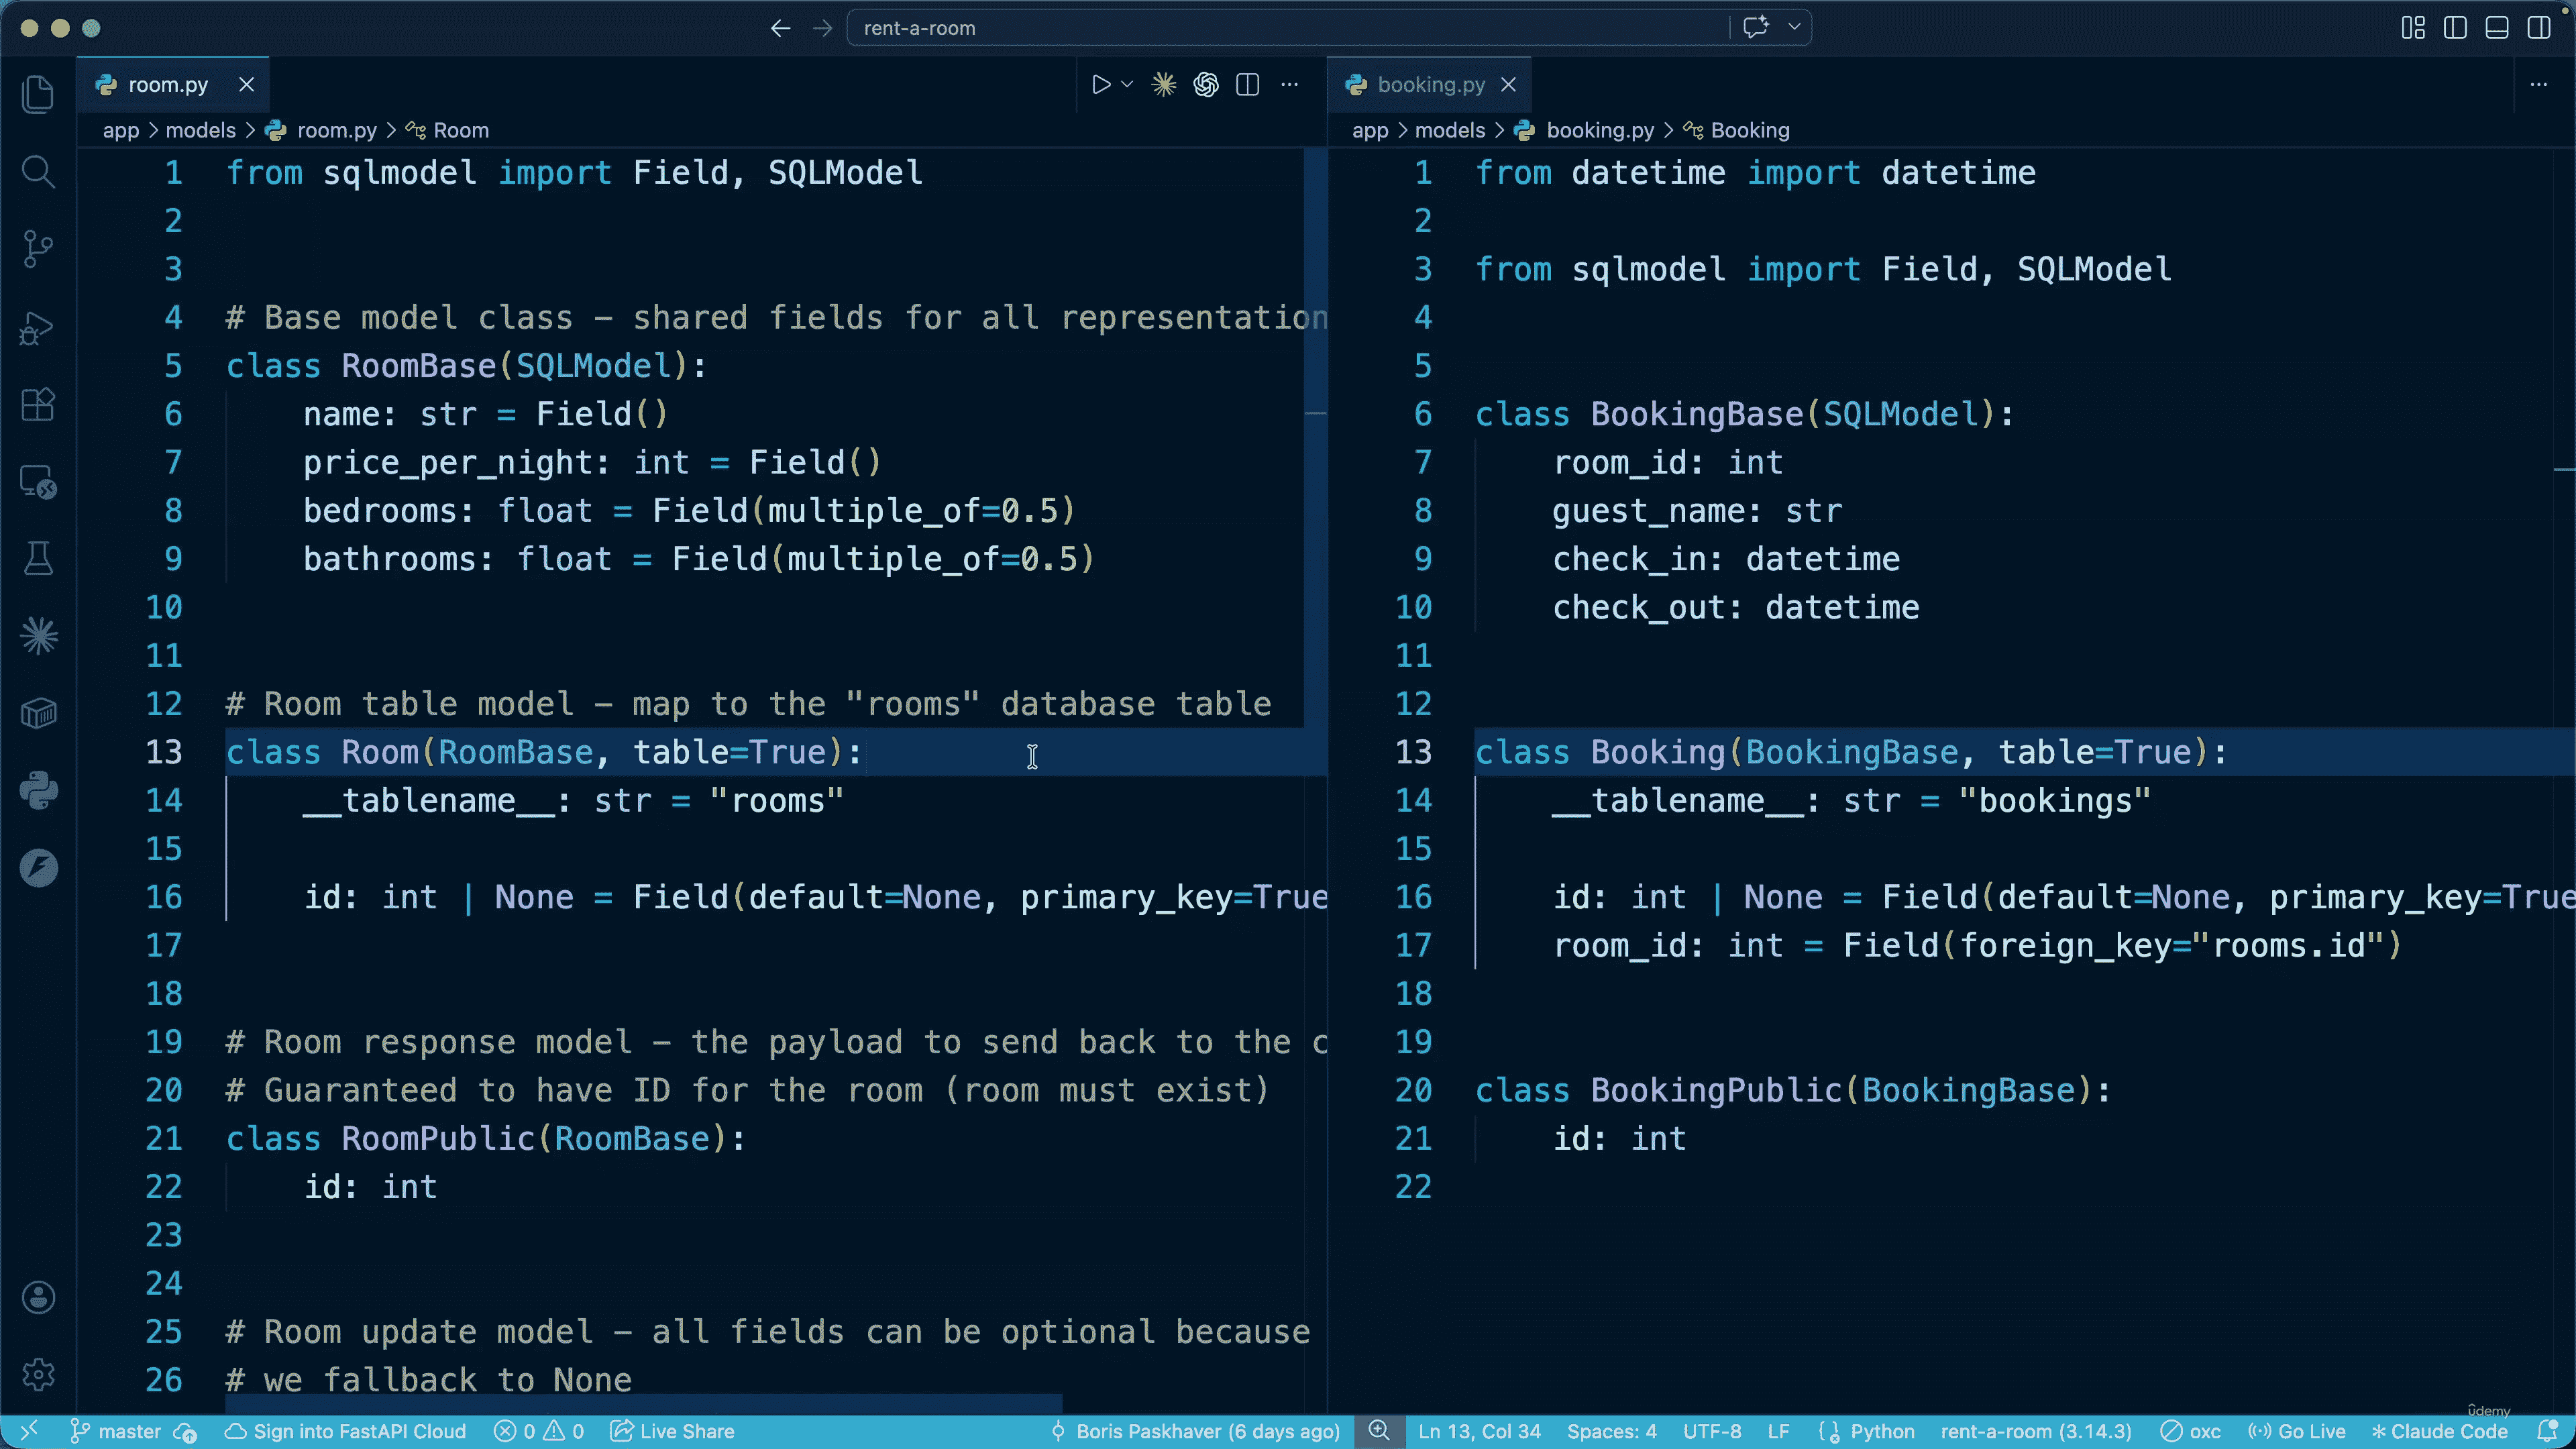 rent-a-room
room.py
booking.py
app > models > room.py > Room
app > models > booking.py > Booking
1 from sqlmodel import Field, SQLModel
2
3
4 # Base model class – shared fields for all representation
5 class RoomBase(SQLModel):
6 name: str = Field()
7 price_per_night: int = Field()
8 bedrooms: float = Field(multiple_of=0.5)
9 bathrooms: float = Field(multiple_of=0.5)
10
11
12 # Room table model – map to the "rooms" database table
13 class Room(RoomBase, table=True):
14 __tablename__: str = "rooms"
15
16 id: int | None = Field(default=None, primary_key=True
17
18
19 # Room response model – the payload to send back to the c
20 # Guaranteed to have ID for the room (room must exist)
21 class RoomPublic(RoomBase):
22 id: int
23
24
25 # Room update model – all fields can be optional because
26 # we fallback to None
1 from datetime import datetime
2
3 from sqlmodel import Field, SQLModel
4
5
6 class BookingBase(SQLModel):
7 room_id: int
8 guest_name: str
9 check_in: datetime
10 check_out: datetime
11
12
13 class Booking(BookingBase, table=True):
14 __tablename__: str = "bookings"
15
16 id: int | None = Field(default=None, primary_key=True
17 room_id: int = Field(foreign_key="rooms.id")
18
19
20 class BookingPublic(BookingBase):
21 id: int
22
ûdemy
master Sign into FastAPI Cloud 0 0 Live Share Boris Paskhaver (6 days ago) Ln 13, Col 34 Spaces: 4 UTF-8 LF Python rent-a-room (3.14.3) oxc Go Live Claude Code